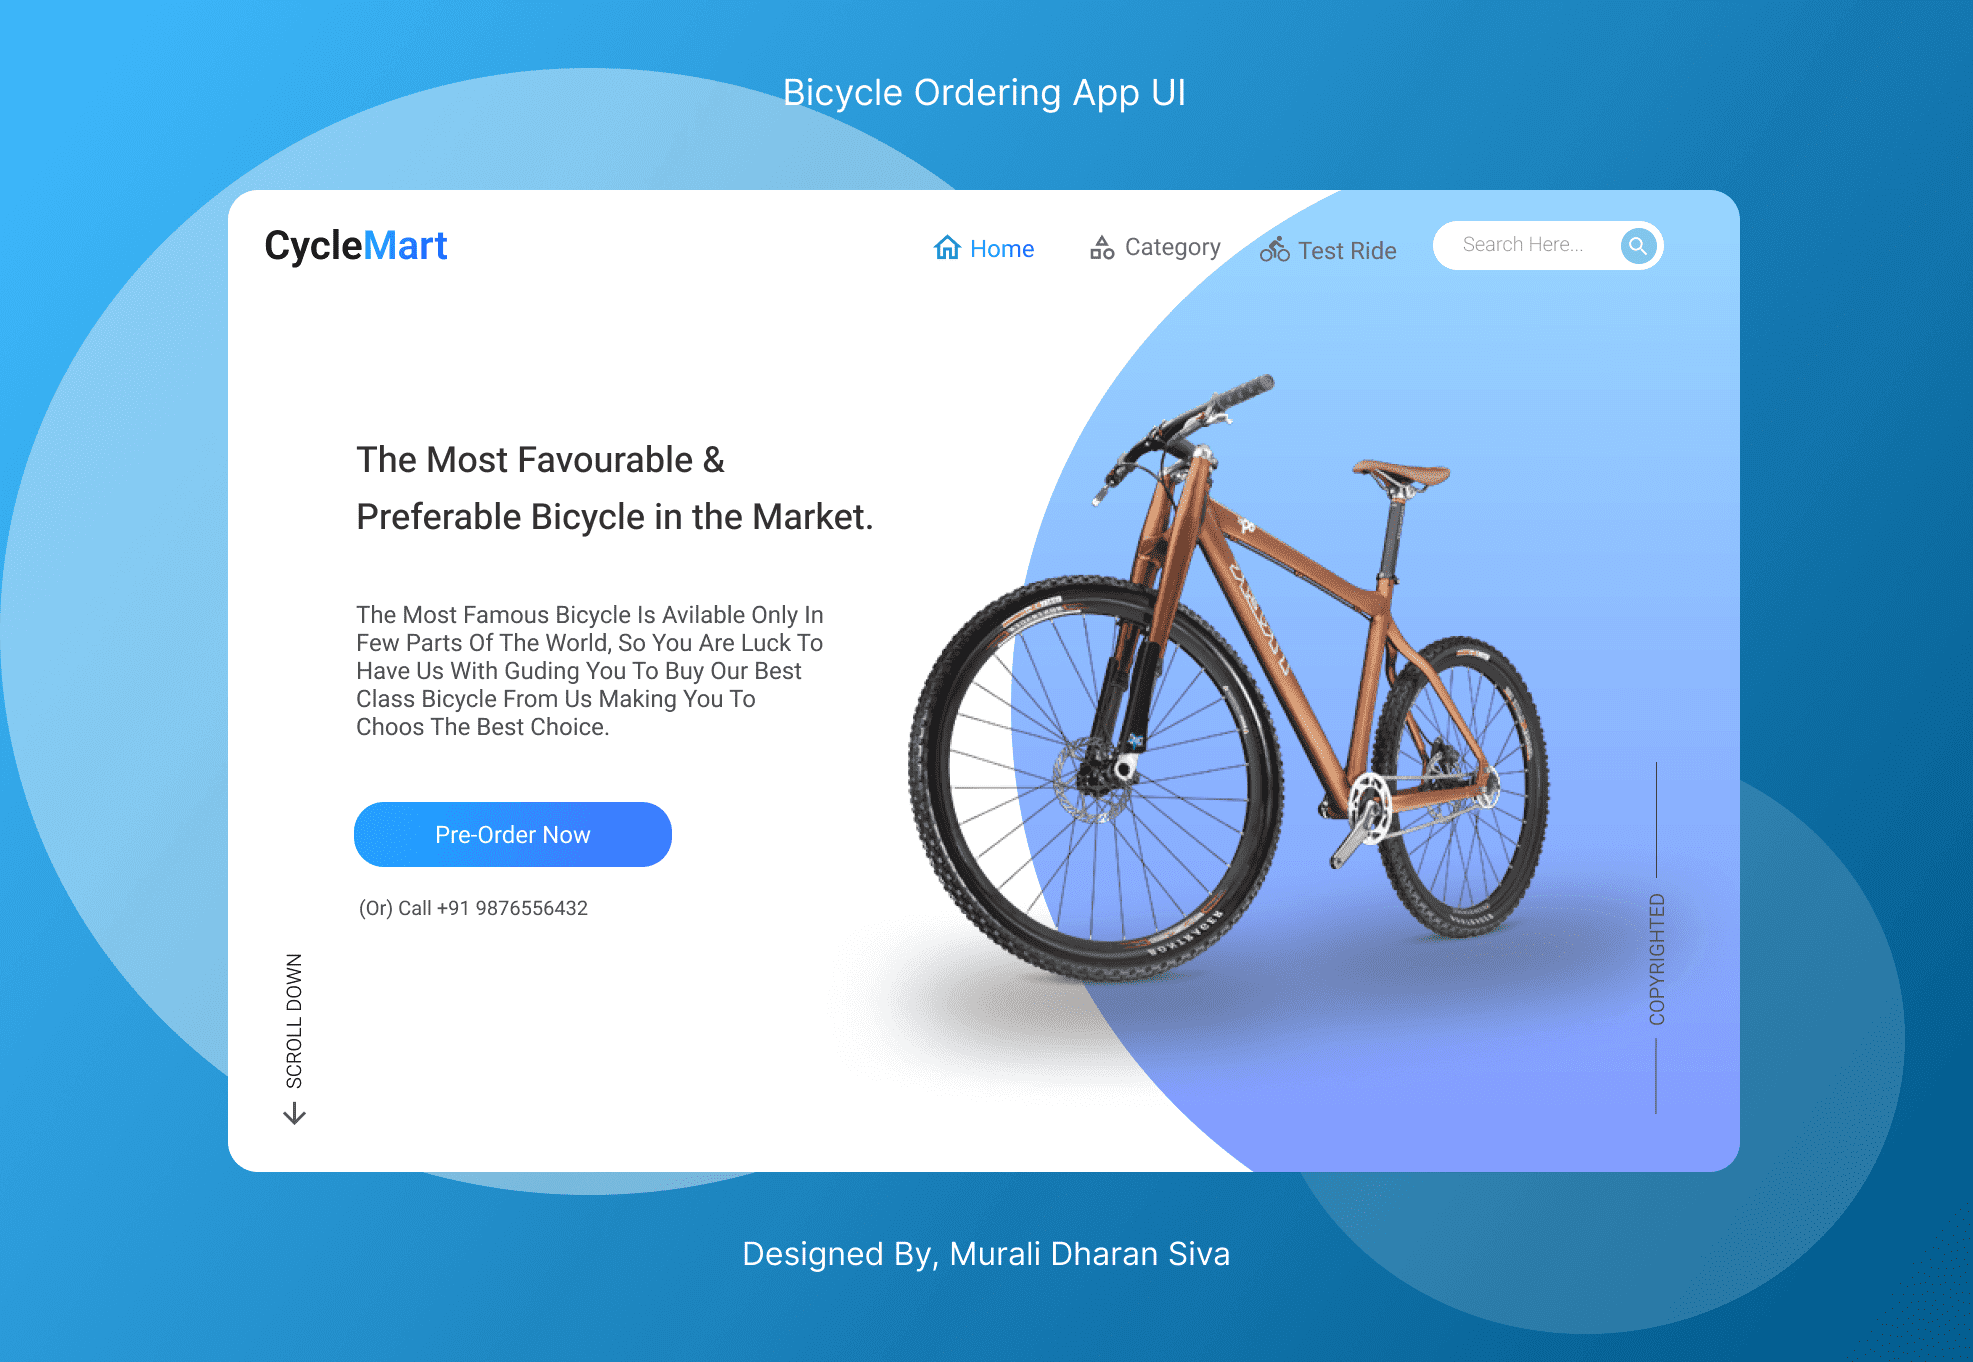 Bicycle Ordering App UI
CycleMart
Home
Category
Test Ride
Search Here...
The Most Favourable &
Preferable Bicycle in the Market.
The Most Famous Bicycle Is Avilable Only In
Few Parts Of The World, So You Are Luck To
Have Us With Guding You To Buy Our Best
Class Bicycle From Us Making You To
Choos The Best Choice.
Pre-Order Now
(Or) Call +91 9876556432
SCROLL DOWN
COPYRIGHTED
Designed By, Murali Dharan Siva